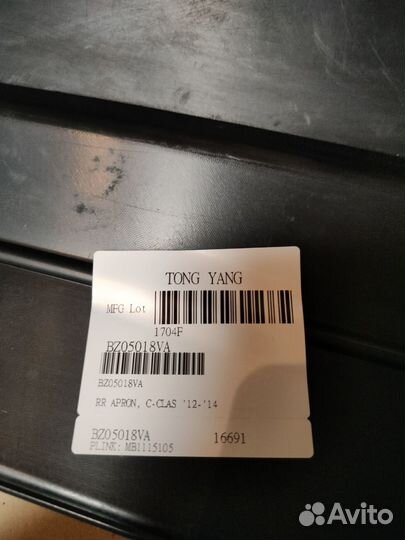 TONG YANG
MFG Lot
1704F
BZ05018VA
BZ05018VA
RR APRON, C-CLAS '12-'14
BZ05018VA 16691
PLINK: MB1115105
Avito